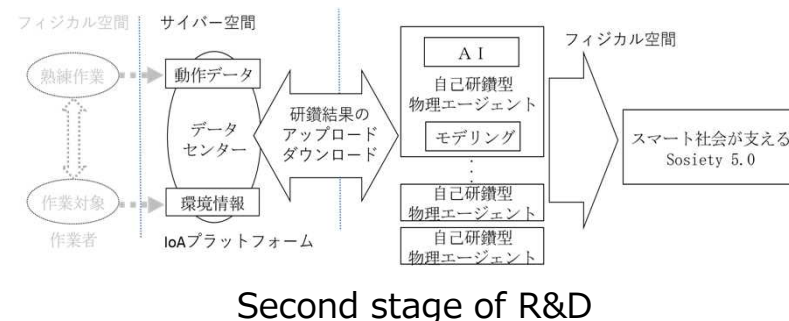 フィジカル空間
熟練作業
作業対象
作業者
サイバー空間
動作データ
データ
センター
環境情報
IoAプラットフォーム
研鑽結果の
アップロード
ダウンロード
AI
自己研鑽型
物理エージェント
モデリング
自己研鑽型
物理エージェント
自己研鑽型
物理エージェント
フィジカル空間
スマート社会が支える
Sosiety 5.0
Second stage of R&D